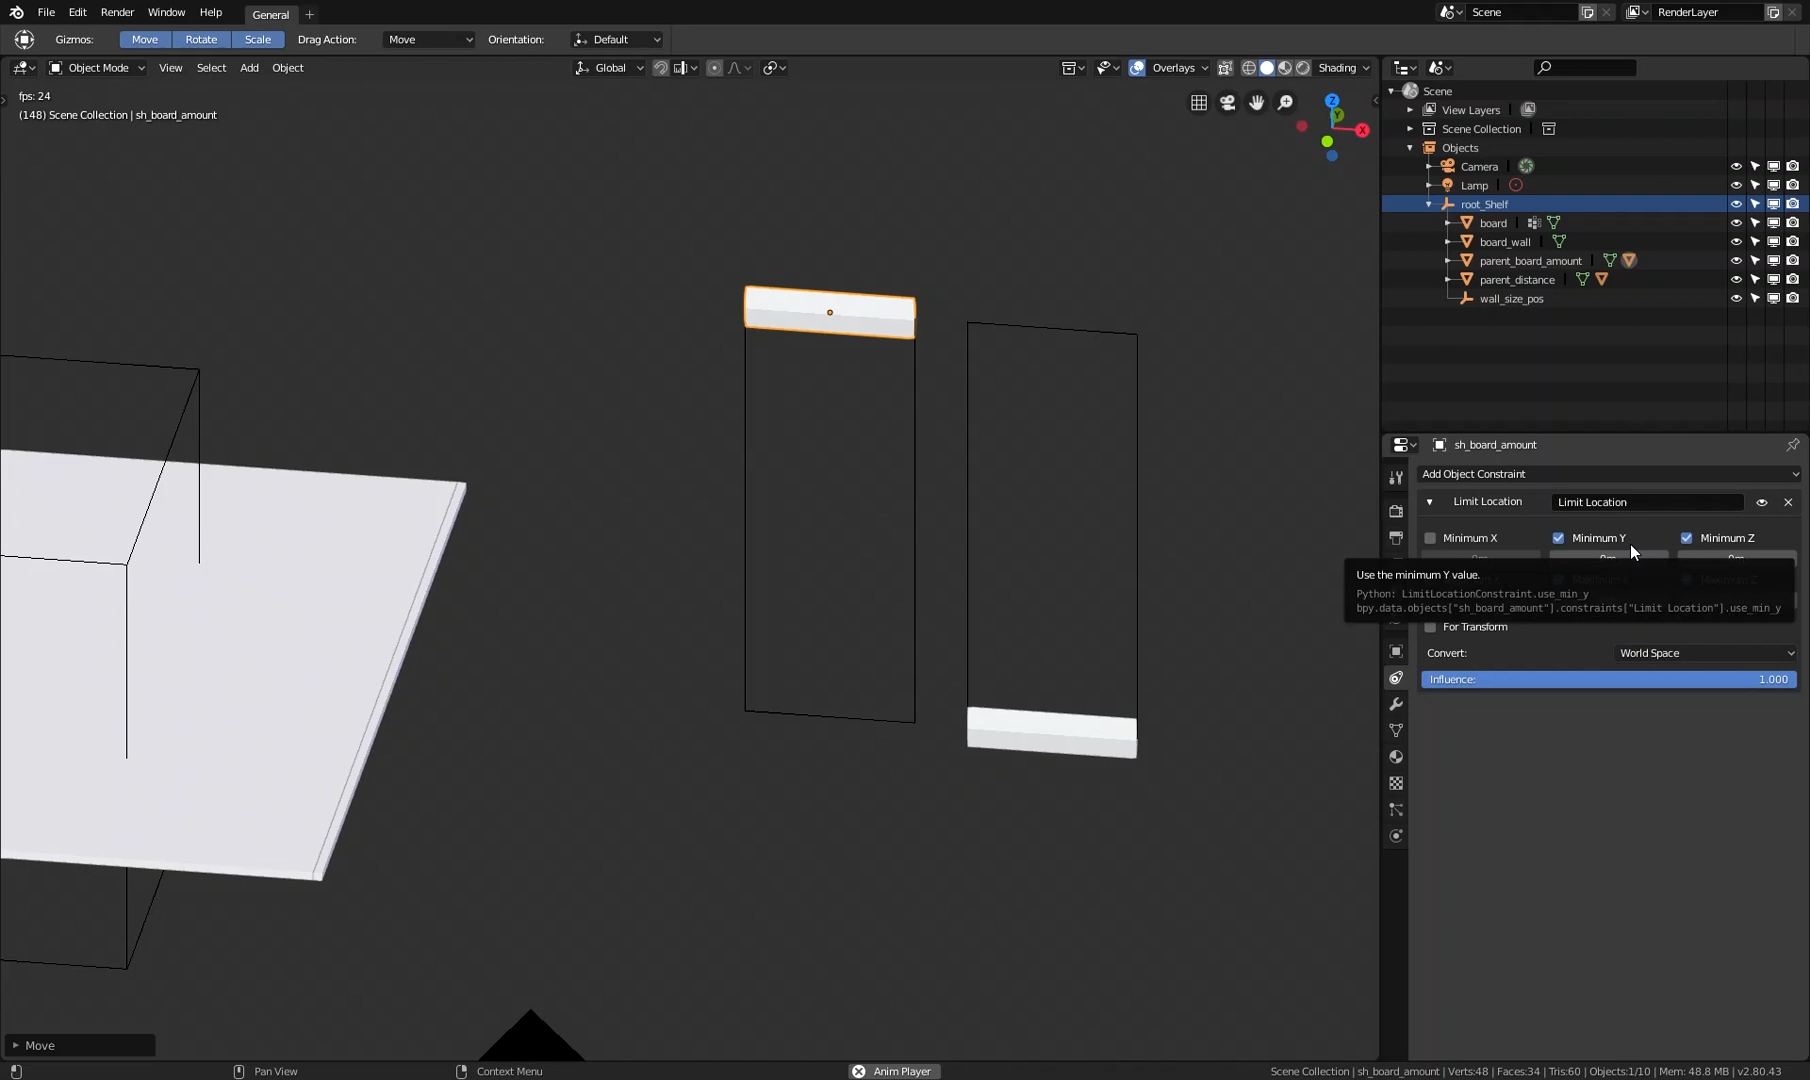 File Edit Render Window Help General +
Scene RenderLayer
Gizmos: Move Rotate Scale Drag Action: Move Orientation: Default
Object Mode View Select Add Object Global Overlays Shading
fps: 24
(148) Scene Collection | sh_board_amount
Z
Y
X
Scene
View Layers
Scene Collection
Objects
Camera
Lamp
root_Shelf
board
board_wall
parent_board_amount
parent_distance
wall_size_pos
sh_board_amount
Add Object Constraint
Limit Location Limit Location
Minimum X Minimum Y Minimum Z
Use the minimum Y value.
Python: LimitLocationConstraint.use_min_y
bpy.data.objects["sh_board_amount"].constraints["Limit Location"].use_min_y
For Transform
Convert: World Space
Influence: 1.000
Move
Pan View Context Menu Anim Player Scene Collection | sh_board_amount | Verts:48 | Faces:34 | Tris:60 | Objects:1/10 | Mem: 48.8 MB | v2.80.43